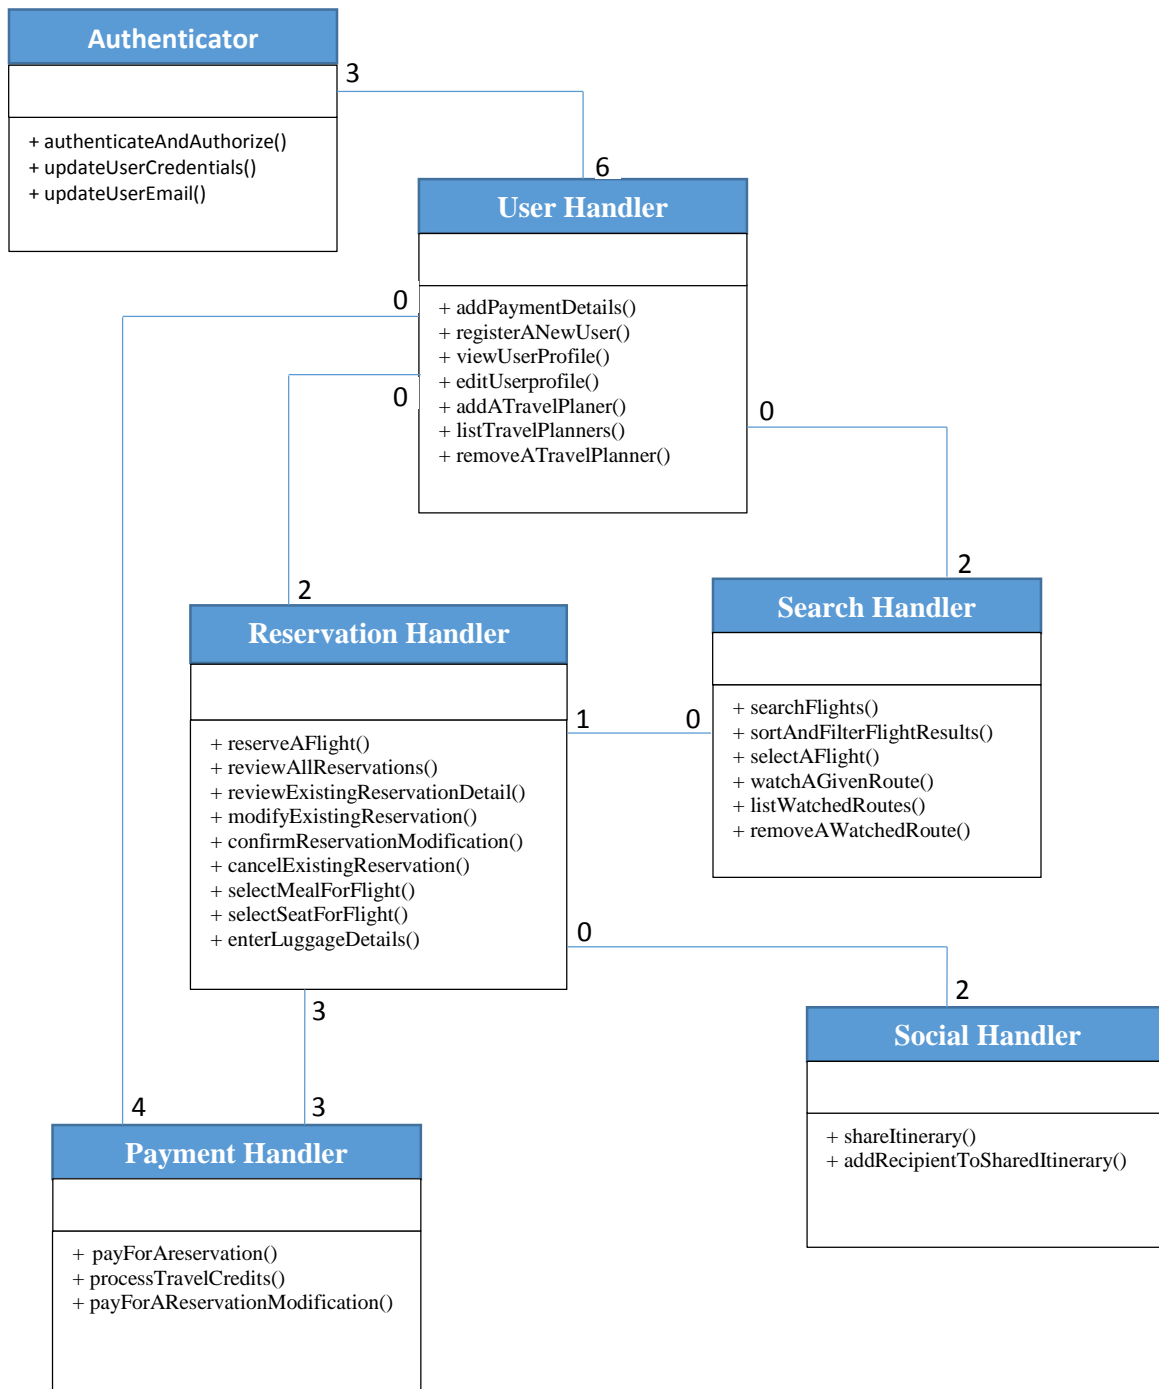 Authenticator
+ authenticateAndAuthorize()
+ updateUserCredentials()
+ updateUserEmail()
3
6
User Handler
+ addPaymentDetails()
+ registerANewUser()
+ viewUserProfile()
+ editUserprofile()
+ addATravelPlaner()
+ listTravelPlanners()
+ removeATravelPlanner()
0
0
0
2
2
Reservation Handler
+ reserveAFlight()
+ reviewAllReservations()
+ reviewExistingReservationDetail()
+ modifyExistingReservation()
+ confirmReservationModification()
+ cancelExistingReservation()
+ selectMealForFlight()
+ selectSeatForFlight()
+ enterLuggageDetails()
1
0
Search Handler
+ searchFlights()
+ sortAndFilterFlightResults()
+ selectAFlight()
+ watchAGivenRoute()
+ listWatchedRoutes()
+ removeAWatchedRoute()
0
2
3
4
3
Social Handler
+ shareItinerary()
+ addRecipientToSharedItinerary()
Payment Handler
+ payForAreservation()
+ processTravelCredits()
+ payForAReservationModification()